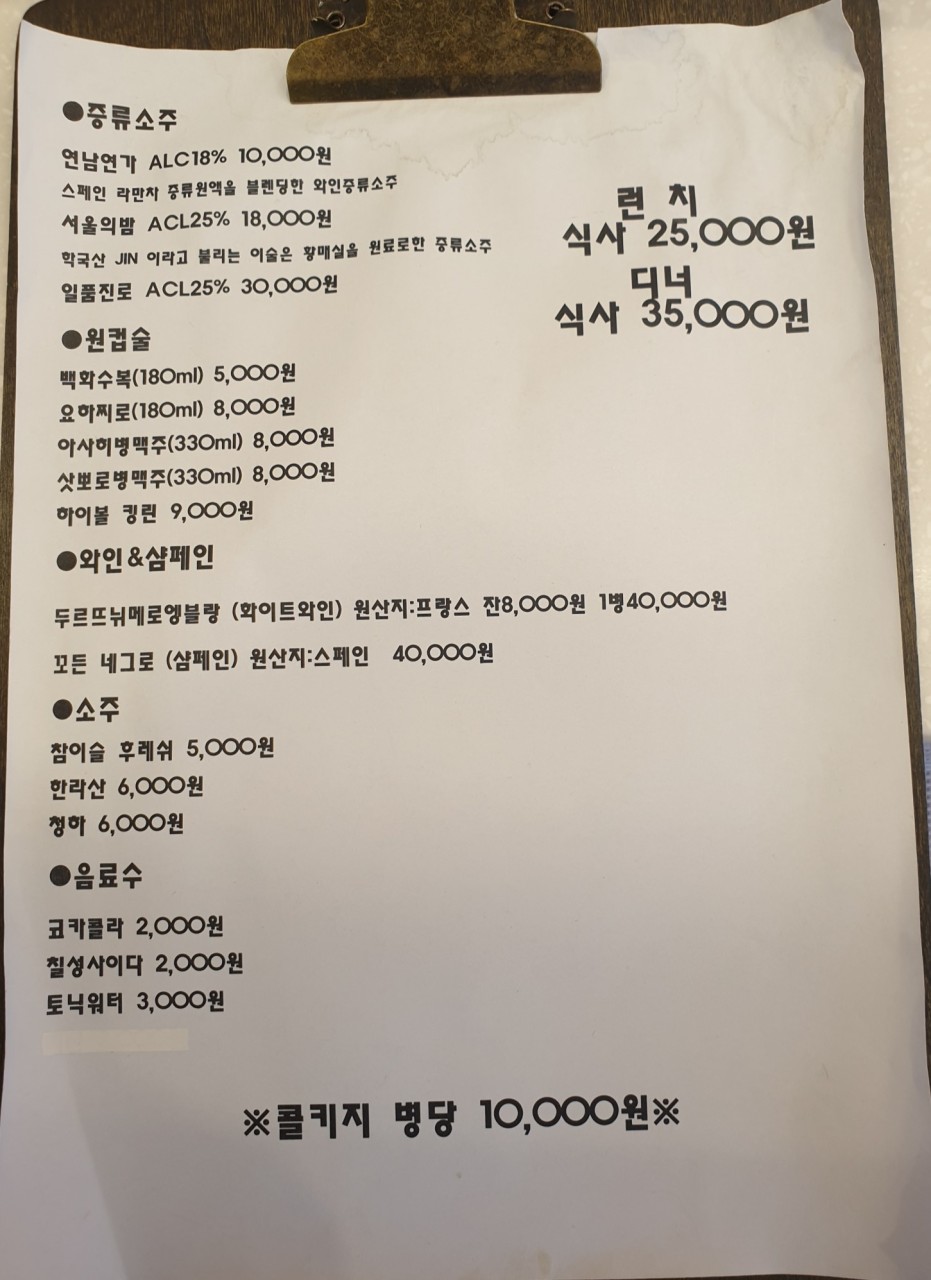 ●증류소주
연남연가 ALC18% 10,000원
스페인 라만차 증류원액을 블렌딩한 와인증류소주
서울의밤 ACL25% 18,000원
학국산 JIN 이라고 불리는 이술은 황매실을 원료로한 증류소주
일품진로 ACL25% 30,000원
런 치
식사 25,000원
디너
식사 35,000원
●원컵술
백화수복(180ml) 5,000원
요하찌로(180ml) 8,000원
아사히병맥주(330ml) 8,000원
삿뽀로병맥주(330ml) 8,000원
하이볼 킹린 9,000원
●와인&샴페인
두르뜨뉘메로엥블랑 (화이트와인) 원산지:프랑스 잔8,000원 1병40,000원
꼬든 네그로 (샴페인) 원산지:스페인 40,000원
●소주
참이슬 후레쉬 5,000원
한라산 6,000원
청하 6,000원
●음료수
코카콜라 2,000원
칠성사이다 2,000원
토닉워터 3,000원
※콜키지 병당 10,000원※